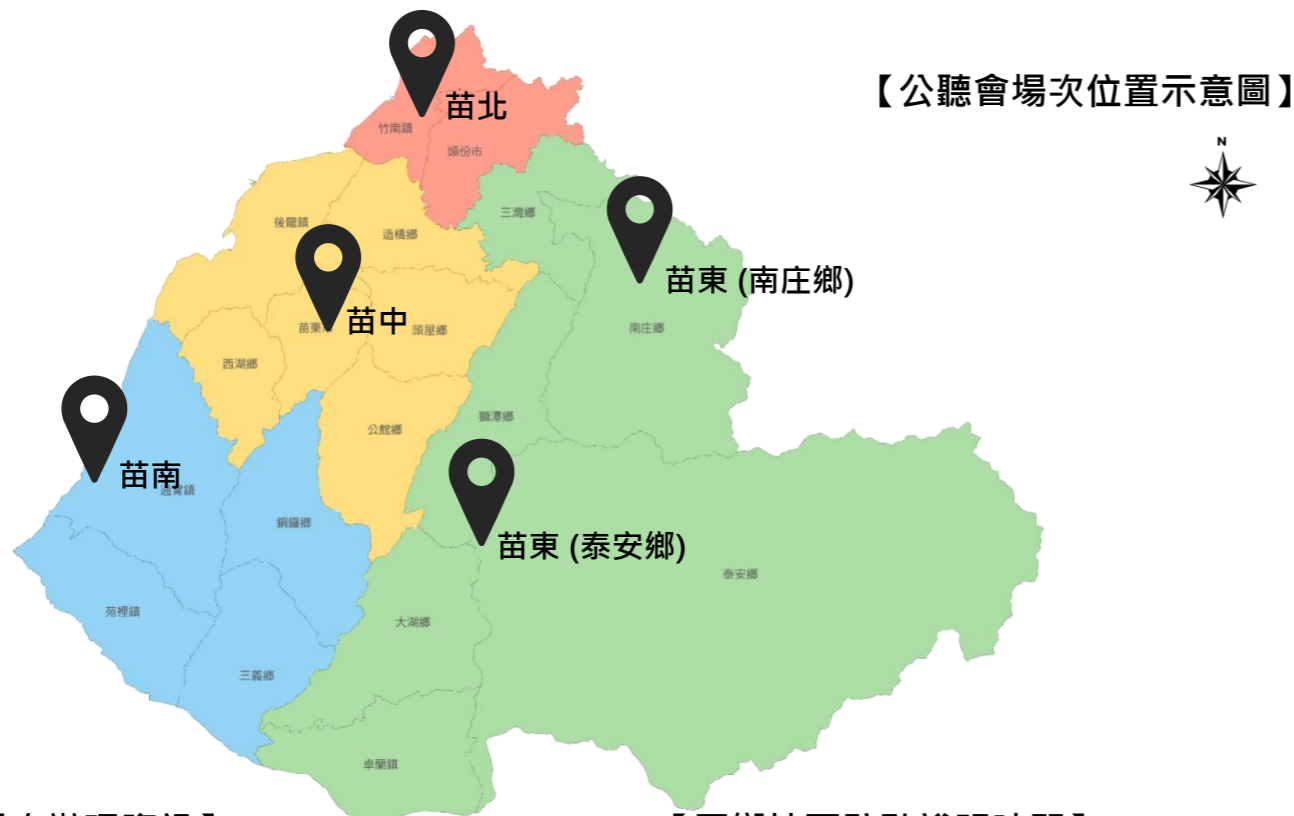 【公聽會場次位置示意圖】
N
苗北
竹南鎮
頭份市
三灣鄉
後龍鎮
造橋鄉
苗東 (南庄鄉)
苗中
苗栗
頭屋鄉
南庄鄉
西湖鄉
獅潭鄉
公館鄉
苗南
通霄鎮
銅鑼鄉
苗東 (泰安鄉)
泰安鄉
苑裡鎮
大湖鄉
三義鄉
卓蘭鎮